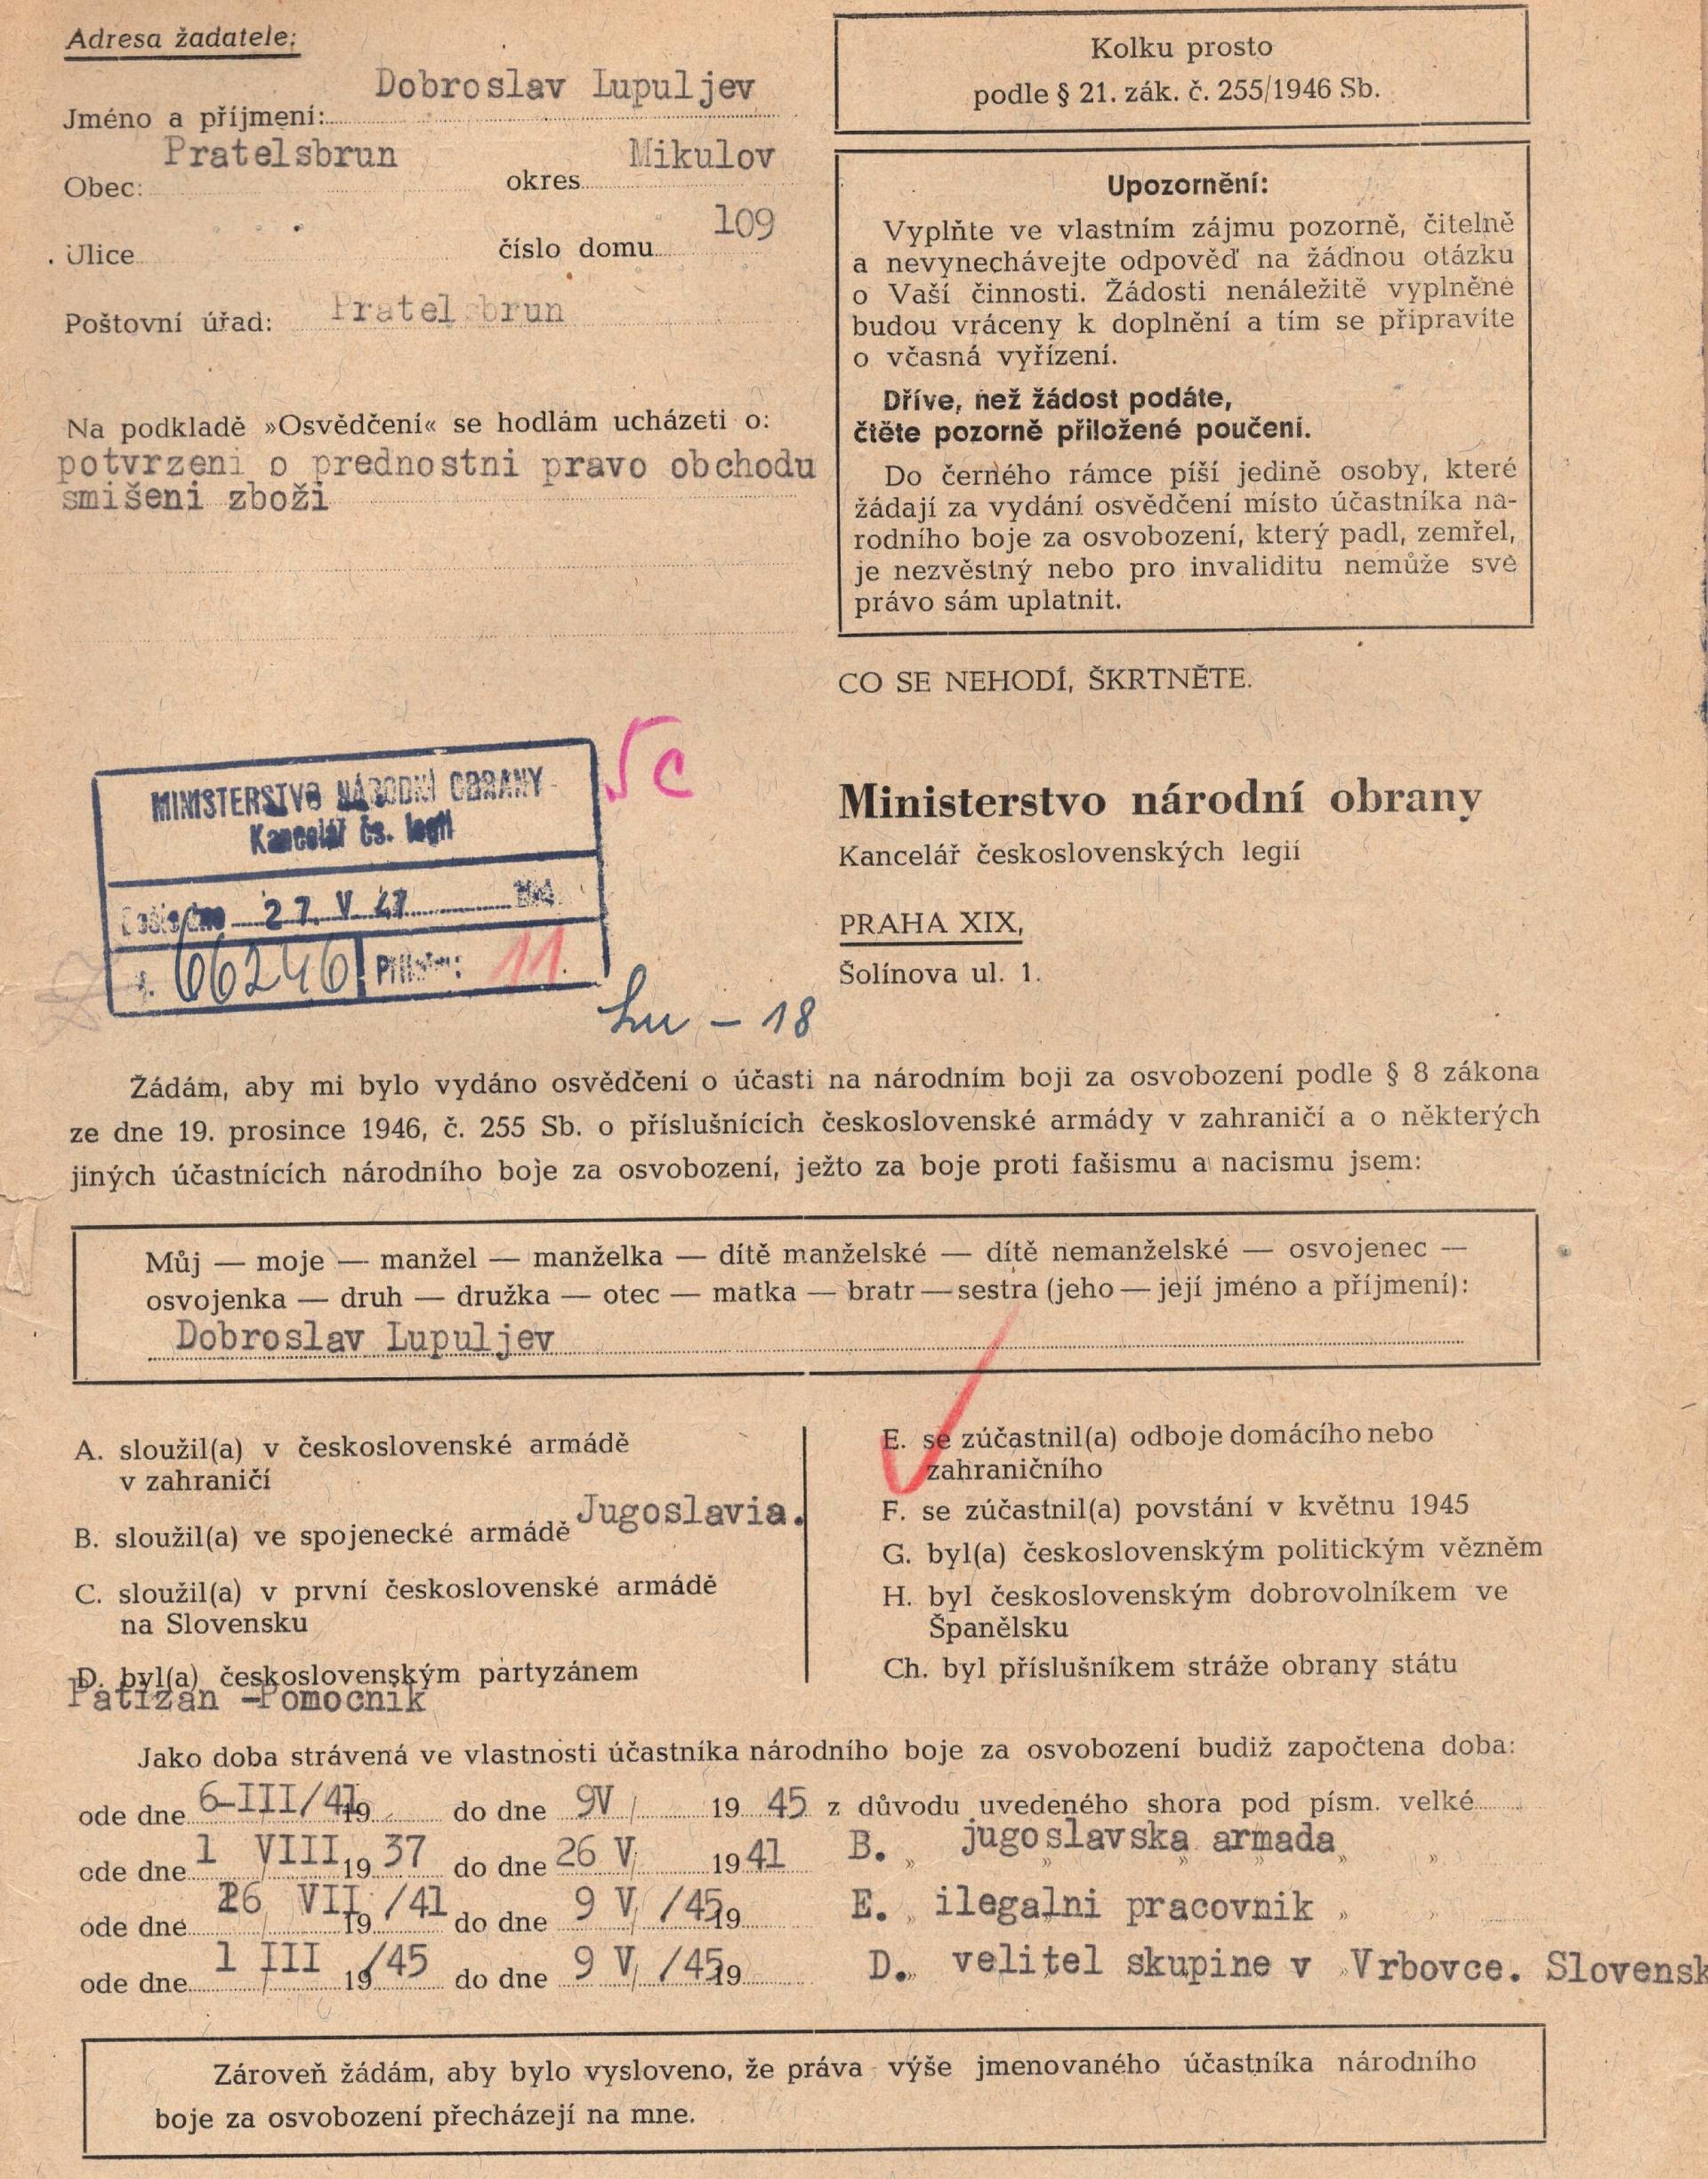 Adresa žadatele:
Jméno a příjmení: Dobroslav Lupuljev
Obec: Pratelsbrun okres Mikulov
Ulice číslo domu 109
Poštovní úřad: Pratelsbrun
Na podkladě »Osvědčení« se hodlám ucházeti o:
potvrzeni o prednostni pravo obchodu
smišeni zboži
Kolku prosto
podle § 21. zák. č. 255/1946 Sb.
Upozornění:
Vyplňte ve vlastním zájmu pozorně, čitelně
a nevynechávejte odpověď na žádnou otázku
o Vaší činnosti. Žádosti nenáležitě vyplněné
budou vráceny k doplnění a tím se připravíte
o včasná vyřízení.
Dříve, než žádost podáte,
čtěte pozorně přiložené poučení.
Do černého rámce píší jedině osoby, které
žádají za vydání osvědčení místo účastníka ná-
rodního boje za osvobození, který padl, zemřel,
je nezvěstný nebo pro invaliditu nemůže své
právo sám uplatnit.
CO SE NEHODÍ, ŠKRTNĚTE.
MINISTERSTVO NÁRODNÍ OBRANY
Kancelář čs. legií
Došlo dne 27. V 47
č. 66246 Příloh: 11
Lu - 18
Ministerstvo národní obrany
Kancelář československých legií
PRAHA XIX,
Šolínova ul. 1.
Žádám, aby mi bylo vydáno osvědčení o účasti na národním boji za osvobození podle § 8 zákona
ze dne 19. prosince 1946, č. 255 Sb. o příslušnících československé armády v zahraničí a o některých
jiných účastnících národního boje za osvobození, ježto za boje proti fašismu a nacismu jsem:
Můj — moje — manžel — manželka — dítě manželské — dítě nemanželské — osvojenec —
osvojenka — druh — družka — otec — matka — bratr — sestra (jeho — její jméno a příjmení):
Dobroslav Lupuljev
A. sloužil(a) v československé armádě
v zahraničí
B. sloužil(a) ve spojenecké armádě Jugoslavia.
C. sloužil(a) v první československé armádě
na Slovensku
D. byl(a) československým partyzánem
Patizan -Pomocnik
E. se zúčastnil(a) odboje domácího nebo
zahraničního
F. se zúčastnil(a) povstání v květnu 1945
G. byl(a) československým politickým vězněm
H. byl československým dobrovolníkem ve
Španělsku
Ch. byl příslušníkem stráže obrany státu
Jako doba strávená ve vlastnosti účastníka národního boje za osvobození budiž započtena doba:
ode dne 6-III/41 19 do dne 9V 19 45 z důvodu uvedeného shora pod písm. velké
ode dne 1 VIII 19 37 do dne 26 V 19 41 B. „ jugoslavska armada „ „ „
ode dne 26 VII 19 /41 do dne 9 V /45 19 E. „ ilegalni pracovnik „ „
ode dne 1 III 19 /45 do dne 9 V /45 19 D. „ velitel skupine v „ Vrbovce. Slovensk
Zároveň žádám, aby bylo vysloveno, že práva výše jmenovaného účastníka národního
boje za osvobození přecházejí na mne.